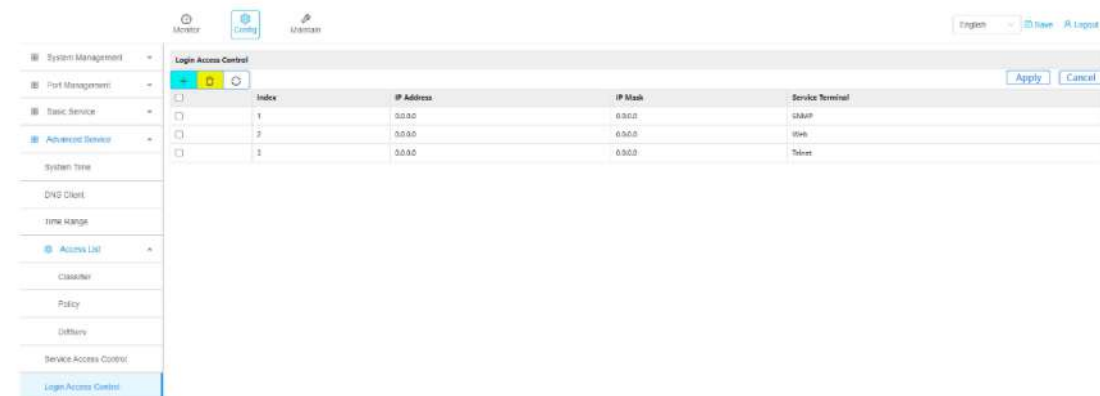 Monitor
Config
Maintain
English
Save
Logout
System Management
Port Management
Basic Service
Advanced Service
System Time
DNS Client
Time Range
Access List
Classifier
Policy
Diffserv
Service Access Control
Login Access Control
Login Access Control
Apply
Cancel
Index IP Address IP Mask Service Terminal
1 0.0.0.0 0.0.0.0 SNMP
2 0.0.0.0 0.0.0.0 Web
3 0.0.0.0 0.0.0.0 Telnet